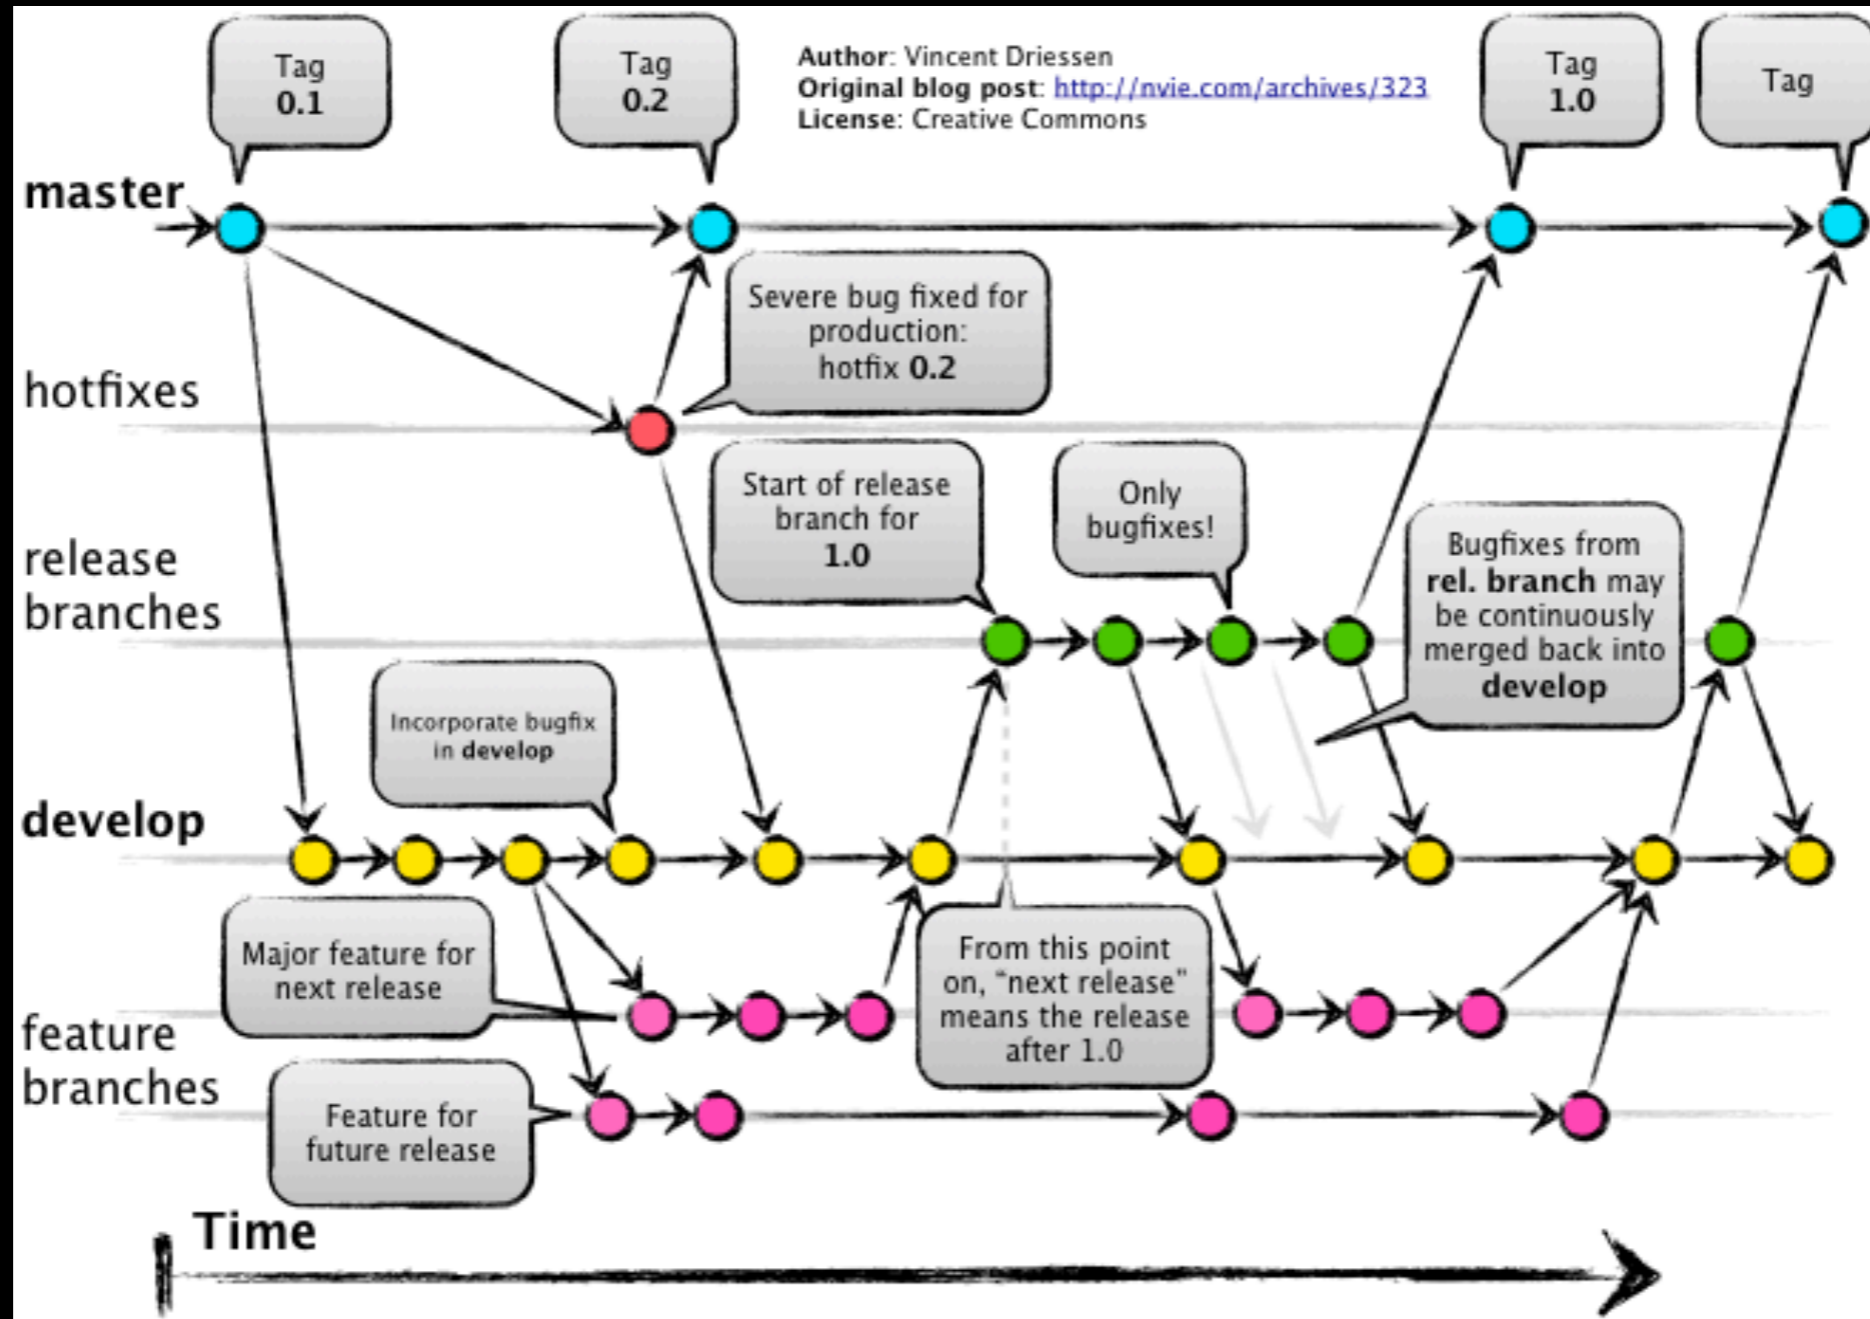 Tag
0.1
Tag
0.2
Author: Vincent Driessen
Original blog post: http://nvie.com/archives/323
License: Creative Commons
Tag
1.0
Tag
master
Severe bug fixed for
production:
hotfix 0.2
hotfixes
Start of release
branch for
1.0
Only
bugfixes!
Bugfixes from
rel. branch may
be continuously
merged back into
develop
release
branches
Incorporate bugfix
in develop
develop
Major feature for
next release
From this point
on, “next release”
means the release
after 1.0
feature
branches
Feature for
future release
Time